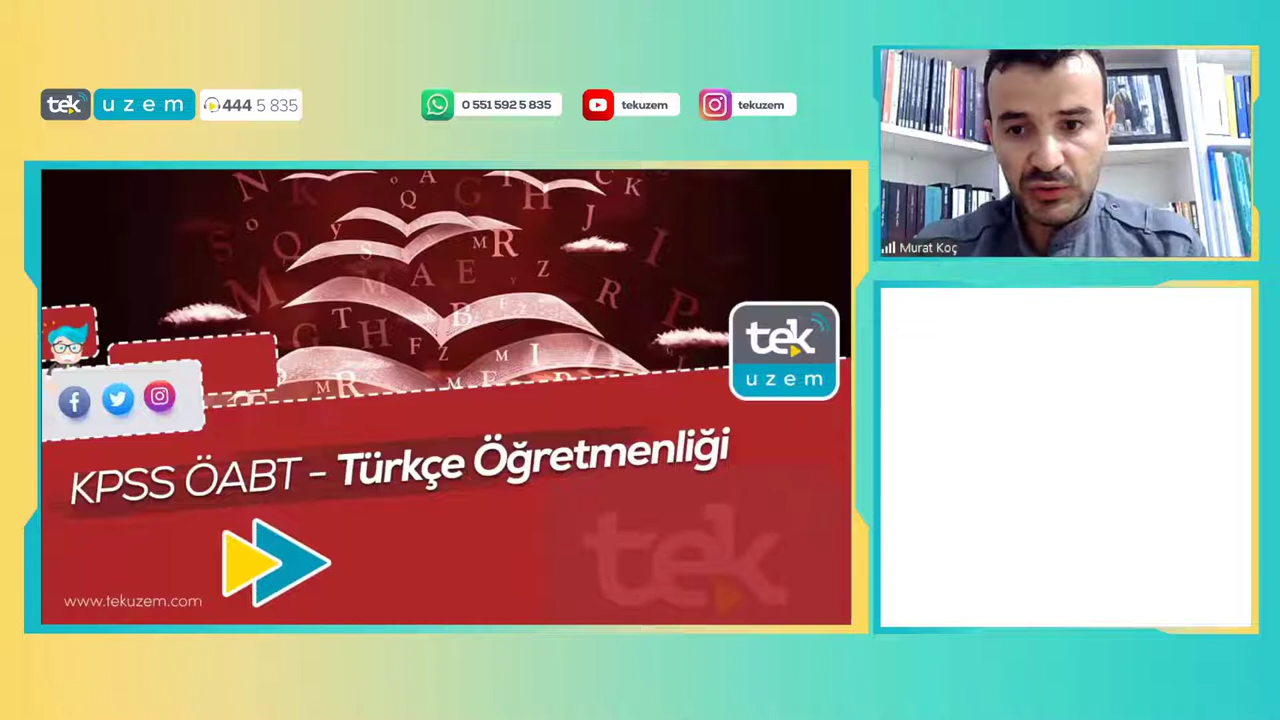 tek uzem 444 5 835
0 551 592 5 835
tekuzem
tekuzem
Murat Koç
tek
uzem
KPSS ÖABT - Türkçe Öğretmenliği
tek
www.tekuzem.com